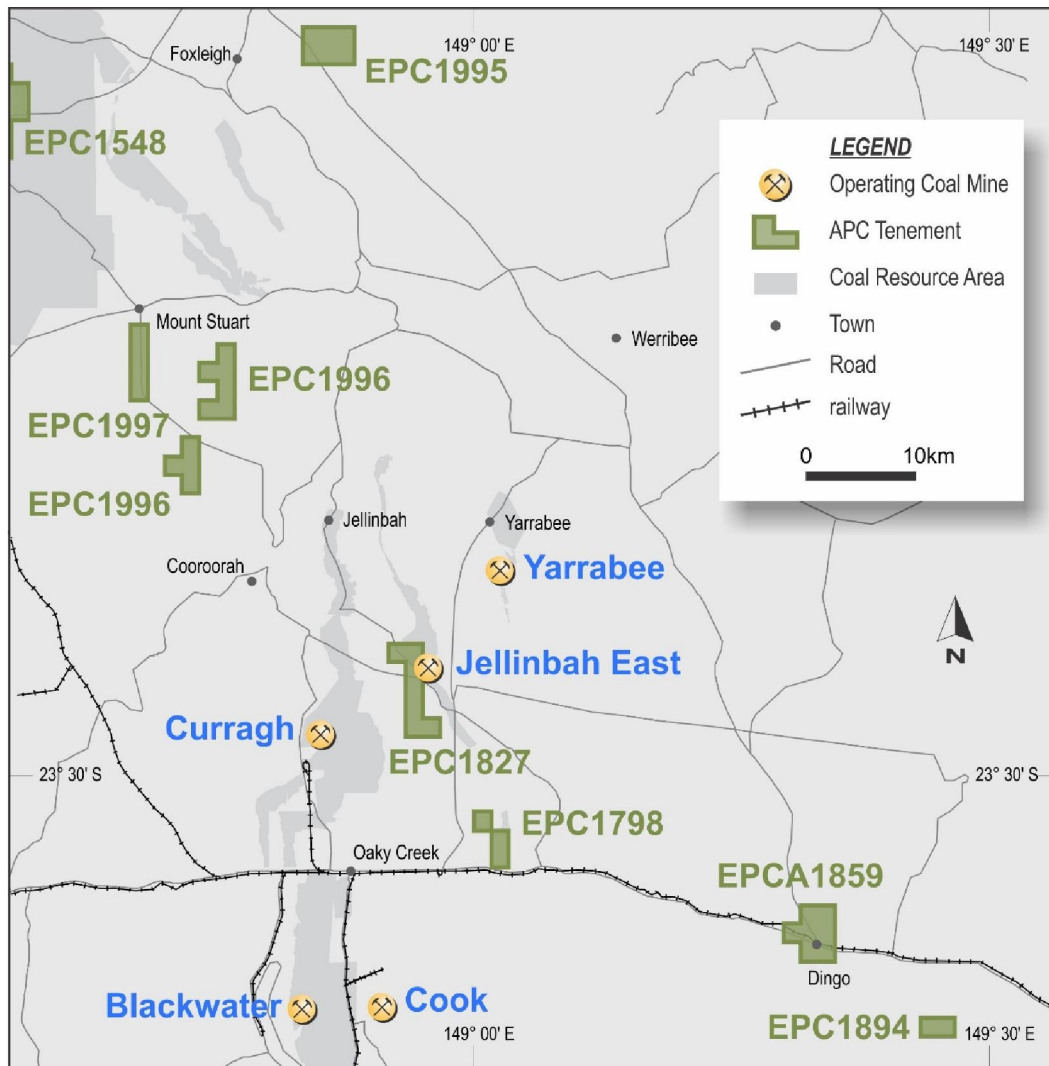 149° 00' E
149° 30' E
Foxleigh
EPC1995
EPC1548
LEGEND
Operating Coal Mine
APC Tenement
Coal Resource Area
Town
Road
railway
0 10km
Mount Stuart
Werribee
EPC1996
EPC1997
EPC1996
Jellinbah
Yarrabee
Cooroorah
Yarrabee
N
Jellinbah East
Curragh
EPC1827
23° 30' S
23° 30' S
EPC1798
Oaky Creek
EPCA1859
Dingo
Blackwater
Cook
EPC1894
149° 00' E
149° 30' E